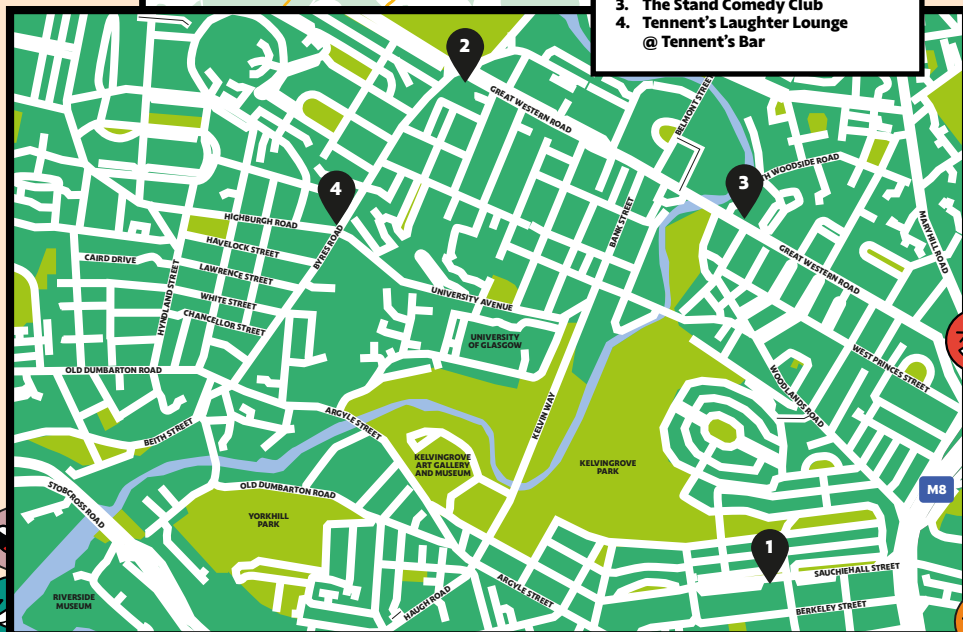 3. The Stand Comedy Club
4. Tennent's Laughter Lounge
@ Tennent's Bar
2
GREAT WESTERN ROAD
BELMONT STREET
TH WOODSIDE ROAD
3
4
HIGHBURGH ROAD
BYRES ROAD
BANK STREET
MARYHILL ROAD
HAVELOCK STREET
CAIRD DRIVE
LAWRENCE STREET
HYNDLAND STREET
WHITE STREET
CHANCELLOR STREET
UNIVERSITY AVENUE
GREAT WESTERN ROAD
UNIVERSITY
OF GLASGOW
WEST PRINCES STREET
OLD DUMBARTON ROAD
WOODLANDS ROAD
KELVIN WAY
ARGYLE STREET
BEITH STREET
KELVINGROVE
ART GALLERY
AND MUSEUM
KELVINGROVE
PARK
M8
STOBCROSS ROAD
OLD DUMBARTON ROAD
YORKHILL
PARK
1
SAUCHIEHALL STREET
ARGYLE STREET
HAUGH ROAD
BERKELEY STREET
RIVERSIDE
MUSEUM